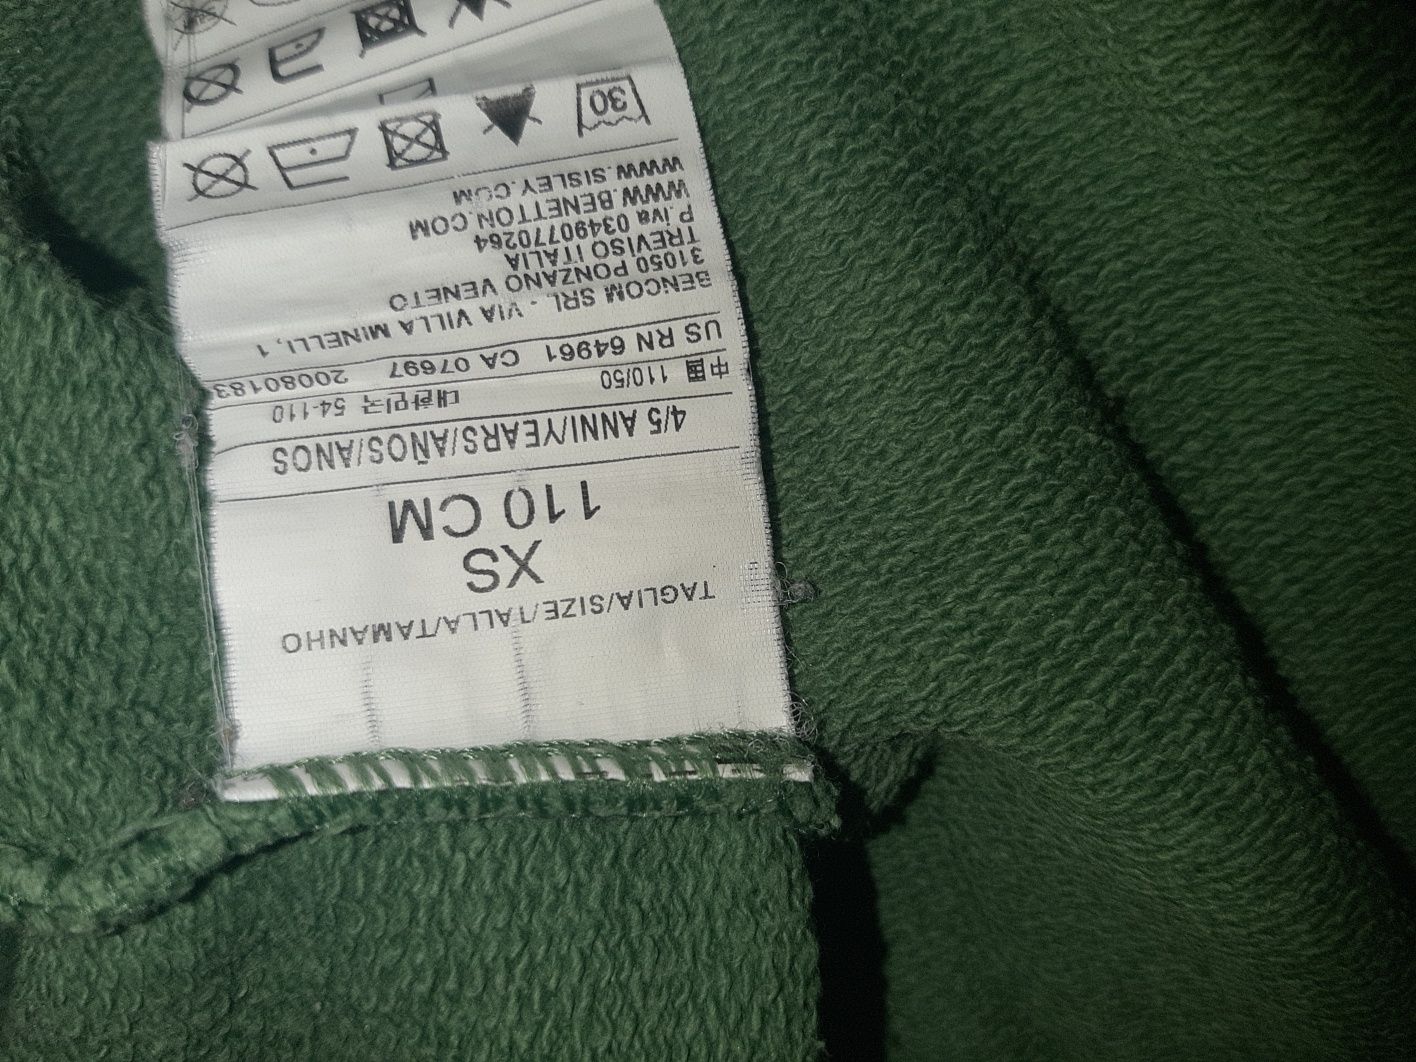 TAGLIA/SIZE/TALLA/TAMANHO
XS
110 CM
4/5 ANNI/YEARS/AÑOS/ANOS
中国 110/50 대한민국 54-110
US RN 64961 CA 07697 20080183
BENCOM SRL - VIA VILLA MINELLI, 1
31050 PONZANO VENETO
TREVISO ITALIA
P.iva 03490770264
WWW.BENETTON.COM
WWW.SISLEY.COM
30